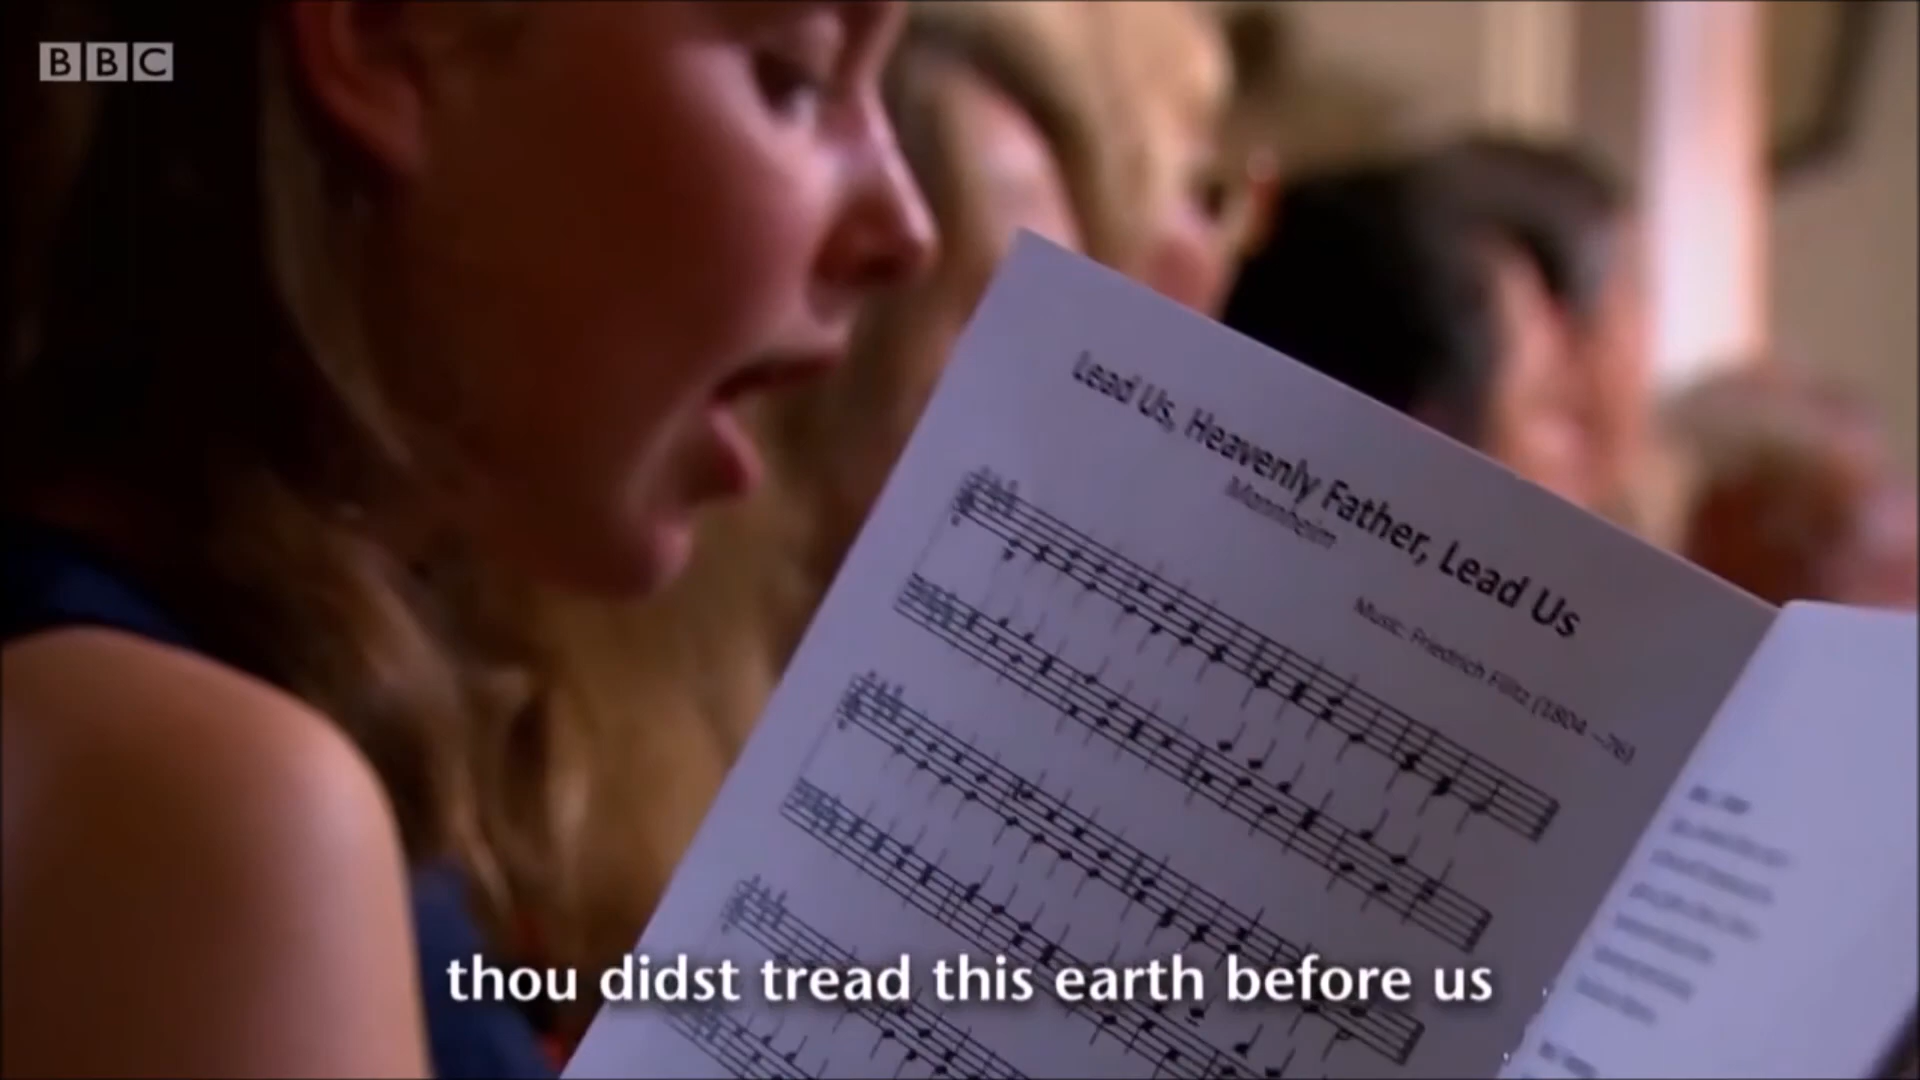 BBC
Lead Us, Heavenly Father, Lead Us
Mannheim
Music: Friedrich Filitz (1804 –76)
thou didst tread this earth before us